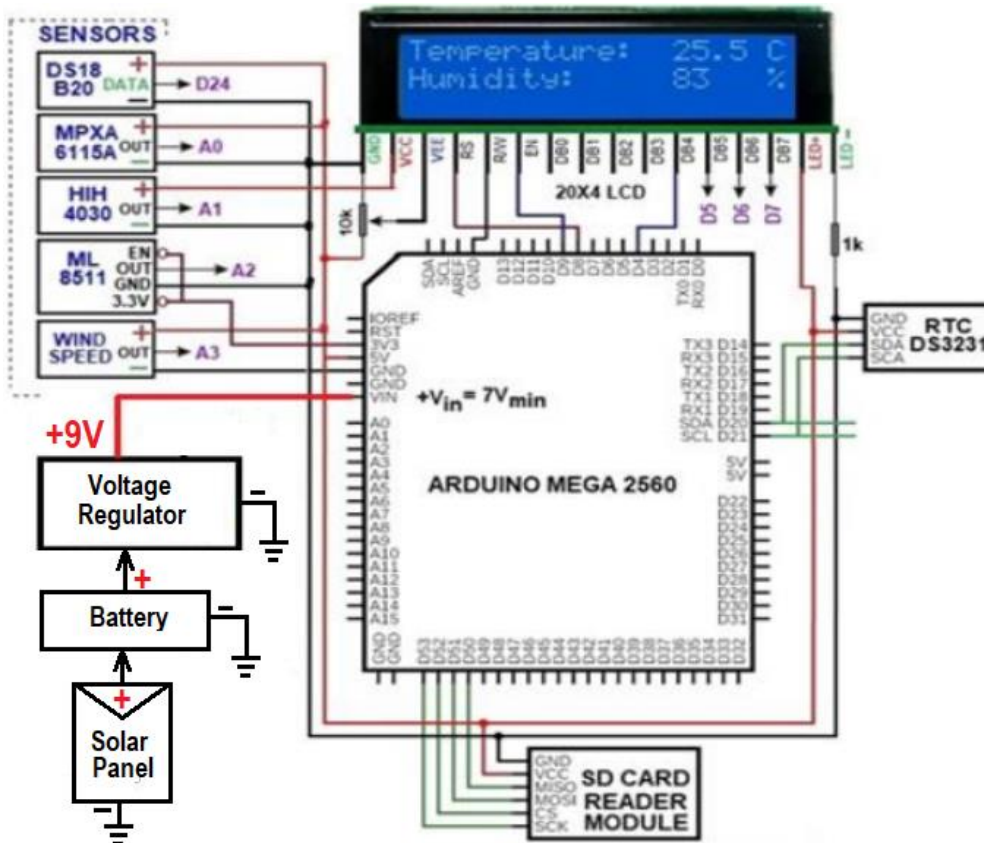 SENSORS
DS18
B20
+
DATA
−
D24
MPXA
6115A
+
OUT
−
A0
HIH
4030
+
OUT
−
A1
ML
8511
EN
OUT
GND
3.3V
A2
WIND
SPEED
+
OUT
−
A3
Temperature: 25.5 C
Humidity: 83 %
GND
VCC
VEE
RS
R/W
EN
DB0
DB1
DB2
DB3
DB4
DB5
DB6
DB7
LED+
LED−
20X4 LCD
D5
D6
D7
10k
1k
SDA
SCL
AREF
GND
D13
D12
D11
D10
D9
D8
D7
D6
D5
D4
D3
D2
TX0 D1
RX0 D0
IOREF
RST
3V3
5V
GND
GND
VIN
A0
A1
A2
A3
A4
A5
A6
A7
A8
A9
A10
A11
A12
A13
A14
A15
+Vin= 7Vmin
ARDUINO MEGA 2560
TX3 D14
RX3 D15
TX2 D16
RX2 D17
TX1 D18
RX1 D19
SDA D20
SCL D21
5V
5V
D22
D23
D24
D25
D26
D27
D28
D29
D30
D31
GND
GND
D53
D52
D51
D50
D49
D48
D47
D46
D45
D44
D43
D42
D41
D40
D39
D38
D37
D36
D35
D34
D33
D32
GND
VCC
SDA
SCA
RTC
DS3231
+9V
Voltage
Regulator
−
+
Battery
−
+
Solar
Panel
−
GND
VCC
MISO
MOSI
CS
SCK
SD CARD
READER
MODULE